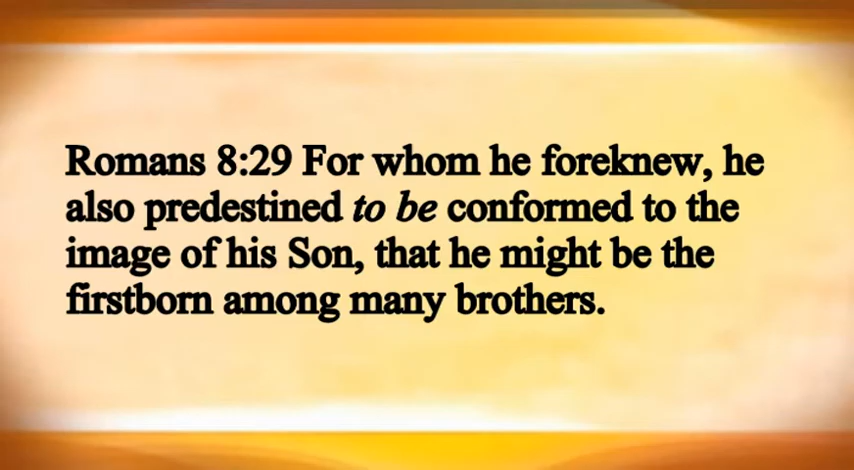 Romans 8:29 For whom he foreknew, he
also predestined to be conformed to the
image of his Son, that he might be the
firstborn among many brothers.